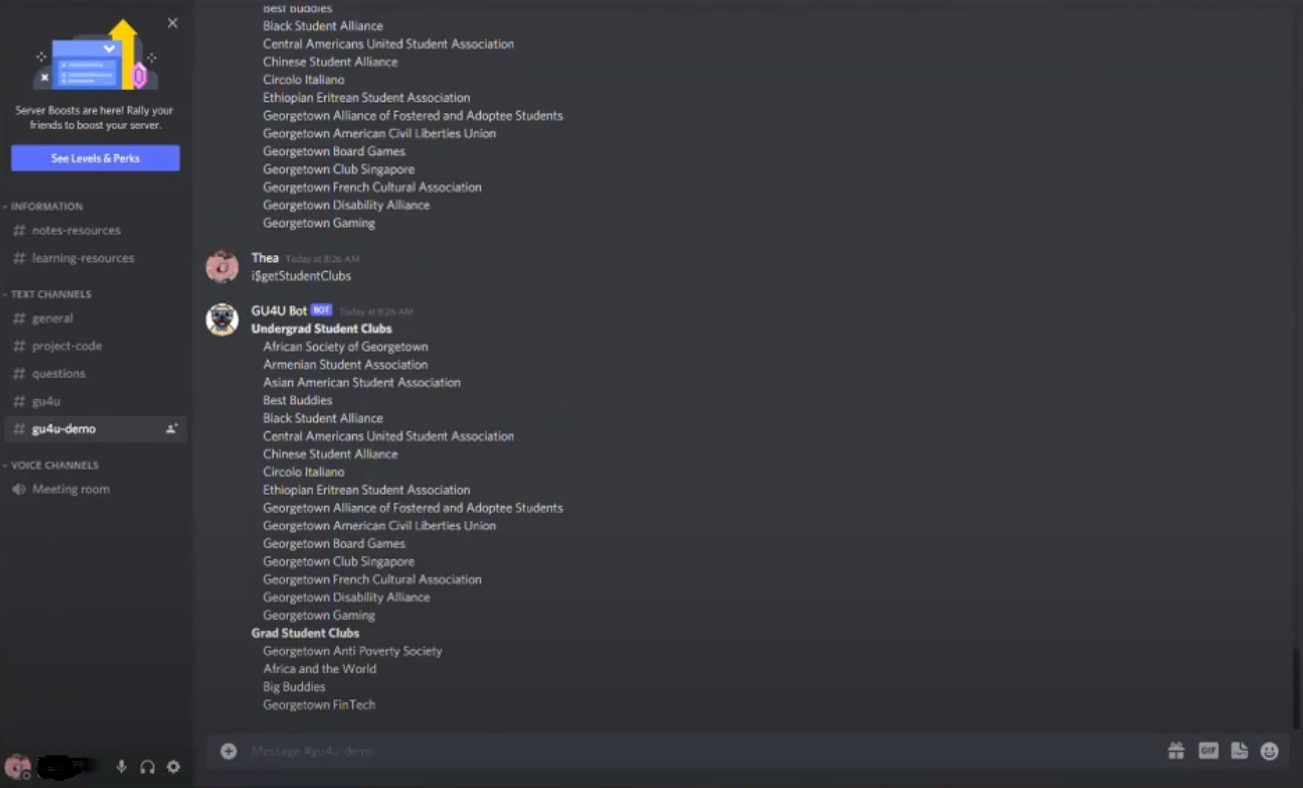 Server Boosts are here! Rally your
friends to boost your server.
See Levels & Perks
INFORMATION
# notes-resources
# learning-resources
TEXT CHANNELS
# general
# project-code
# questions
# gu4u
# gu4u-demo
VOICE CHANNELS
Meeting room
Best Buddies
Black Student Alliance
Central Americans United Student Association
Chinese Student Alliance
Circolo Italiano
Ethiopian Eritrean Student Association
Georgetown Alliance of Fostered and Adoptee Students
Georgetown American Civil Liberties Union
Georgetown Board Games
Georgetown Club Singapore
Georgetown French Cultural Association
Georgetown Disability Alliance
Georgetown Gaming
Thea Today at 8:26 AM
i$getStudentClubs
GU4U Bot BOT Today at 8:26 AM
Undergrad Student Clubs
African Society of Georgetown
Armenian Student Association
Asian American Student Association
Best Buddies
Black Student Alliance
Central Americans United Student Association
Chinese Student Alliance
Circolo Italiano
Ethiopian Eritrean Student Association
Georgetown Alliance of Fostered and Adoptee Students
Georgetown American Civil Liberties Union
Georgetown Board Games
Georgetown Club Singapore
Georgetown French Cultural Association
Georgetown Disability Alliance
Georgetown Gaming
Grad Student Clubs
Georgetown Anti Poverty Society
Africa and the World
Big Buddies
Georgetown FinTech
Message #gu4u-demo
GIF